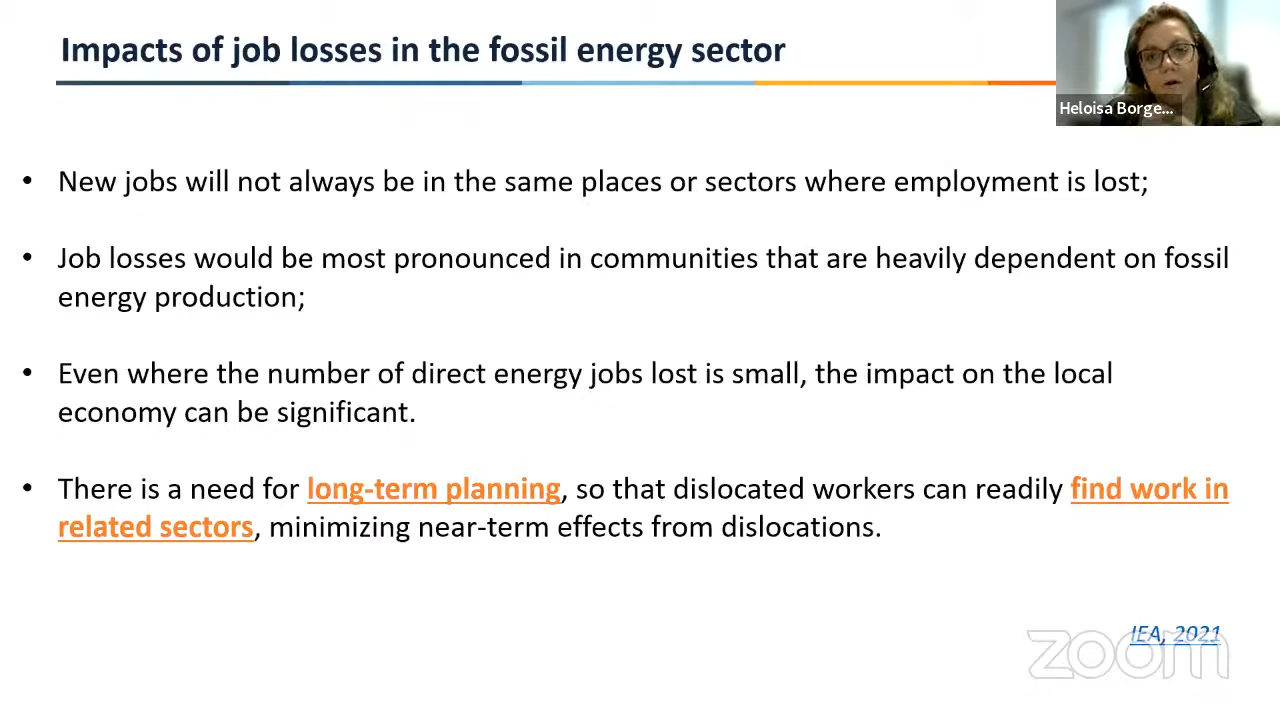 Impacts of job losses in the fossil energy sector
Heloisa Borge...
• New jobs will not always be in the same places or sectors where employment is lost;
• Job losses would be most pronounced in communities that are heavily dependent on fossil
energy production;
• Even where the number of direct energy jobs lost is small, the impact on the local
economy can be significant.
• There is a need for long-term planning, so that dislocated workers can readily find work in
related sectors, minimizing near-term effects from dislocations.
IEA, 2021
zoom